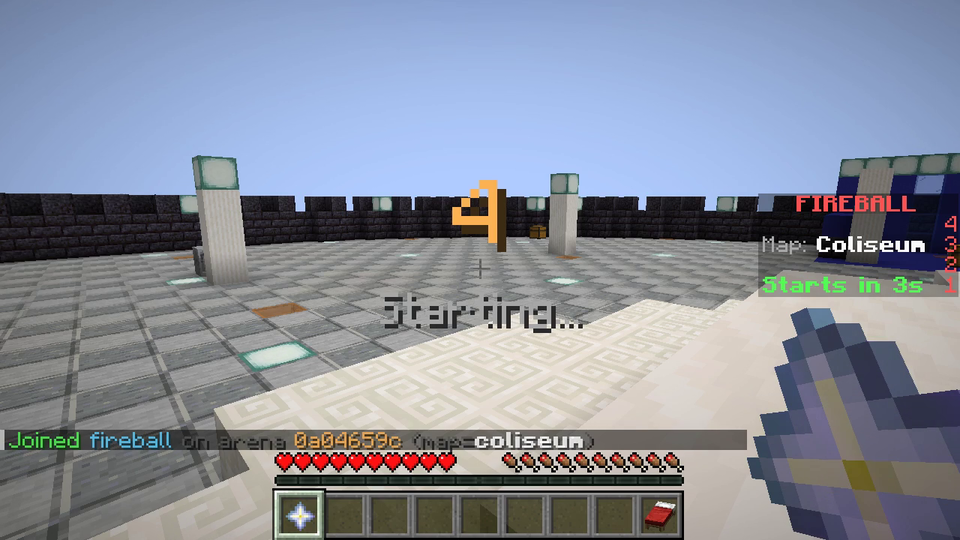 4
FIREBALL
4
Map: Coliseum 3
2
Starts in 3s 1
Starting...
Joined fireball on arena 0a04659c (map=coliseum)